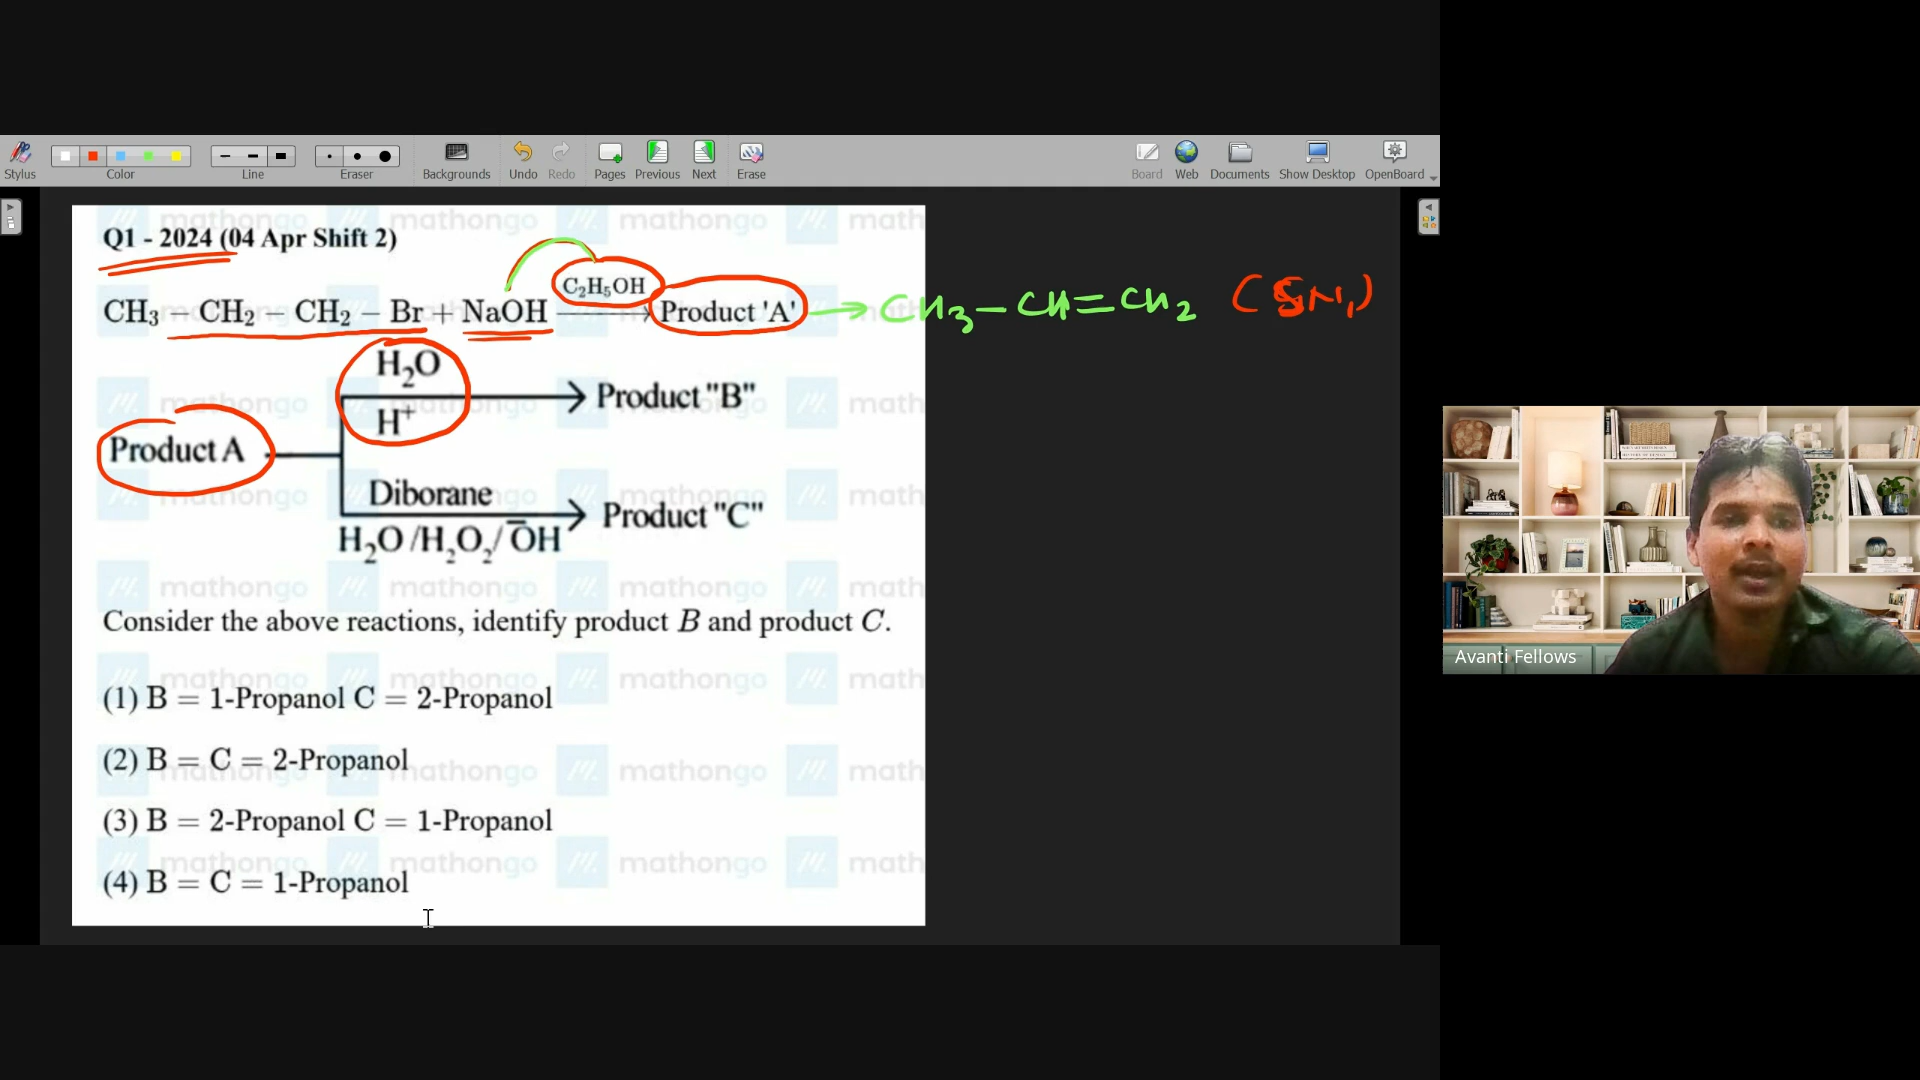 Stylus Color Line Eraser Backgrounds Undo Redo Pages Previous Next Erase Board Web Documents Show Desktop OpenBoard
Q1 - 2024 (04 Apr Shift 2)
CH₃ − CH₂ − CH₂ − Br + NaOH C₂H₅OH → Product 'A' → CH₃ − CH = CH₂
H₂O
→ Product "B"
H⁺
Product A
Diborane
→ Product "C"
H₂O /H₂O₂/ ŌH
Consider the above reactions, identify product B and product C.
(1) B = 1-Propanol C = 2-Propanol
(2) B = C = 2-Propanol
(3) B = 2-Propanol C = 1-Propanol
(4) B = C = 1-Propanol
mathongo
Avanti Fellows